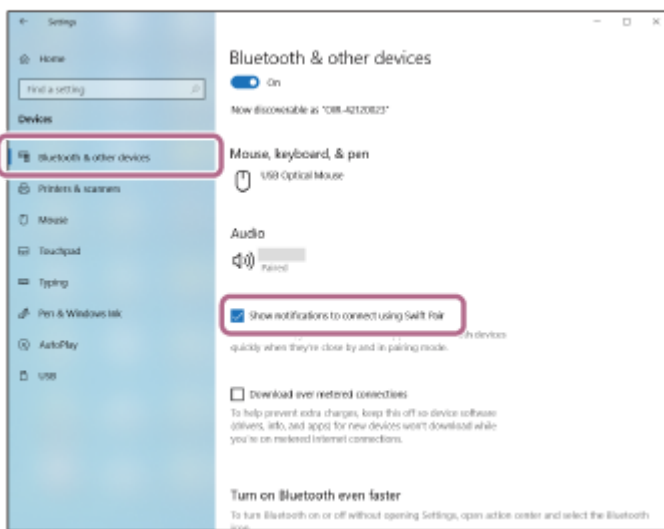 Settings
Home
Find a setting
Devices
Bluetooth & other devices
Printers & scanners
Mouse
Touchpad
Typing
Pen & Windows Ink
AutoPlay
USB
Bluetooth & other devices
On
Now discoverable as
Mouse, keyboard, & pen
USB Optical Mouse
Audio
Paired
Show notifications to connect using Swift Pair
devices
quickly when they're close by and in pairing mode.
Download over metered connections
To help prevent extra charges, keep this off so device software
(drivers, info, and apps) for new devices won't download while
you're on metered Internet connections.
Turn on Bluetooth even faster
To turn Bluetooth on or off without opening Settings, open action center and select the Bluetooth
icon.